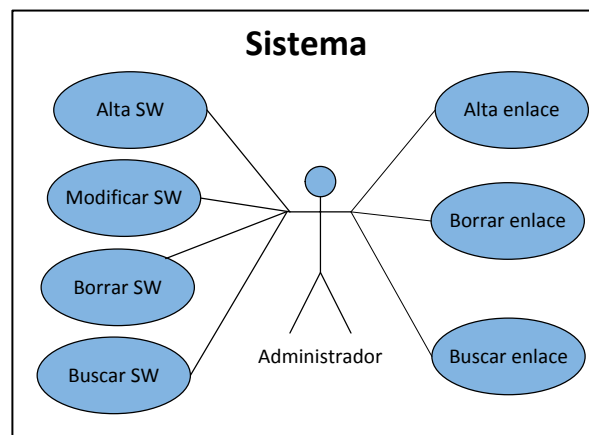 Sistema
Alta SW
Modificar SW
Borrar SW
Buscar SW
Administrador
Alta enlace
Borrar enlace
Buscar enlace